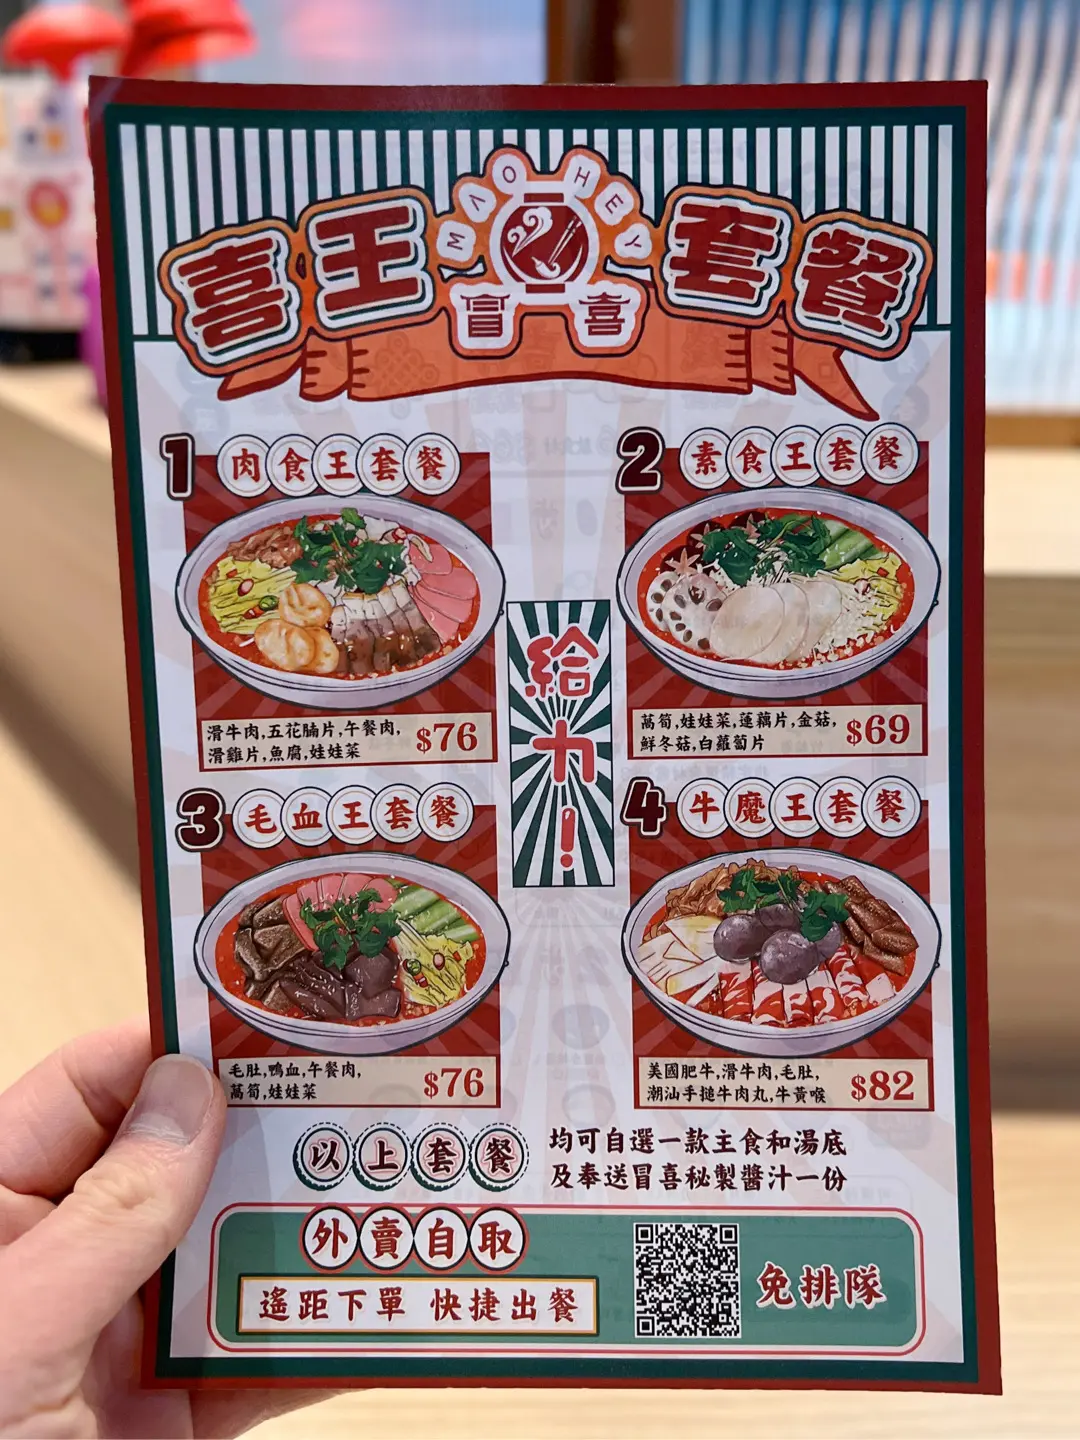 MAO HEY
喜王 冒喜 套餐
1 肉食王套餐
滑牛肉,五花腩片,午餐肉,
滑雞片,魚腐,娃娃菜
$76
2 素食王套餐
萵筍,娃娃菜,蓮藕片,金菇,
鮮冬菇,白蘿蔔片
$69
給力!
3 毛血王套餐
毛肚,鴨血,午餐肉,
萵筍,娃娃菜
$76
4 牛魔王套餐
美國肥牛,滑牛肉,毛肚,
潮汕手搥牛肉丸,牛黃喉
$82
以上套餐
均可自選一款主食和湯底
及奉送冒喜秘製醬汁一份
外賣自取
遙距下單 快捷出餐
免排隊